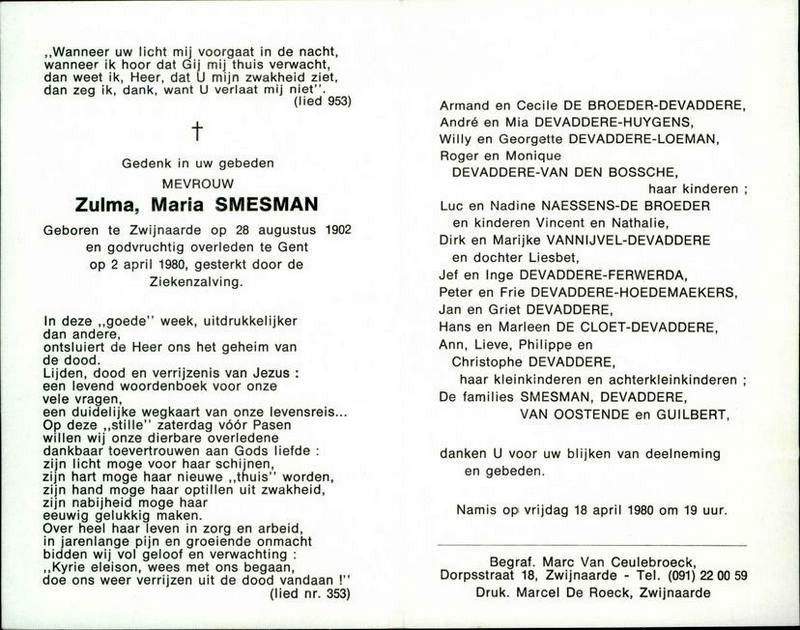 „Wanneer uw licht mij voorgaat in de nacht,
wanneer ik hoor dat Gij mij thuis verwacht,
dan weet ik, Heer, dat U mijn zwakheid ziet,
dan zeg ik, dank, want U verlaat mij niet".
(lied 953)
Gedenk in uw gebeden
MEVROUW
Zulma, Maria SMESMAN
Geboren te Zwijnaarde op 28 augustus 1902
en godvruchtig overleden te Gent
op 2 april 1980, gesterkt door de
Ziekenzalving.
In deze „goede" week, uitdrukkelijker
dan andere,
ontsluiert de Heer ons het geheim van
de dood.
Lijden, dood en verrijzenis van Jezus :
een levend woordenboek voor onze
vele vragen,
een duidelijke wegkaart van onze levensreis...
Op deze „stille" zaterdag vóór Pasen
willen wij onze dierbare overledene
dankbaar toevertrouwen aan Gods liefde :
zijn licht moge voor haar schijnen,
zijn hart moge haar nieuwe „thuis" worden,
zijn hand moge haar optillen uit zwakheid,
zijn nabijheid moge haar
eeuwig gelukkig maken.
Over heel haar leven in zorg en arbeid,
in jarenlange pijn en groeiende onmacht
bidden wij vol geloof en verwachting :
„Kyrie eleison, wees met ons begaan,
doe ons weer verrijzen uit de dood vandaan !"
(lied nr. 353)
Armand en Cecile DE BROEDER-DEVADDERE,
André en Mia DEVADDERE-HUYGENS,
Willy en Georgette DEVADDERE-LOEMAN,
Roger en Monique
DEVADDERE-VAN DEN BOSSCHE,
haar kinderen ;
Luc en Nadine NAESSENS-DE BROEDER
en kinderen Vincent en Nathalie,
Dirk en Marijke VANNIJVEL-DEVADDERE
en dochter Liesbet,
Jef en Inge DEVADDERE-FERWERDA,
Peter en Frie DEVADDERE-HOEDEMAEKERS,
Jan en Griet DEVADDERE,
Hans en Marleen DE CLOET-DEVADDERE,
Ann, Lieve, Philippe en
Christophe DEVADDERE,
haar kleinkinderen en achterkleinkinderen ;
De families SMESMAN, DEVADDERE,
VAN OOSTENDE en GUILBERT,
danken U voor uw blijken van deelneming
en gebeden.
Namis op vrijdag 18 april 1980 om 19 uur.
Begraf. Marc Van Ceulebroeck,
Dorpsstraat 18, Zwijnaarde - Tel. (091) 22 00 59
Druk. Marcel De Roeck, Zwijnaarde